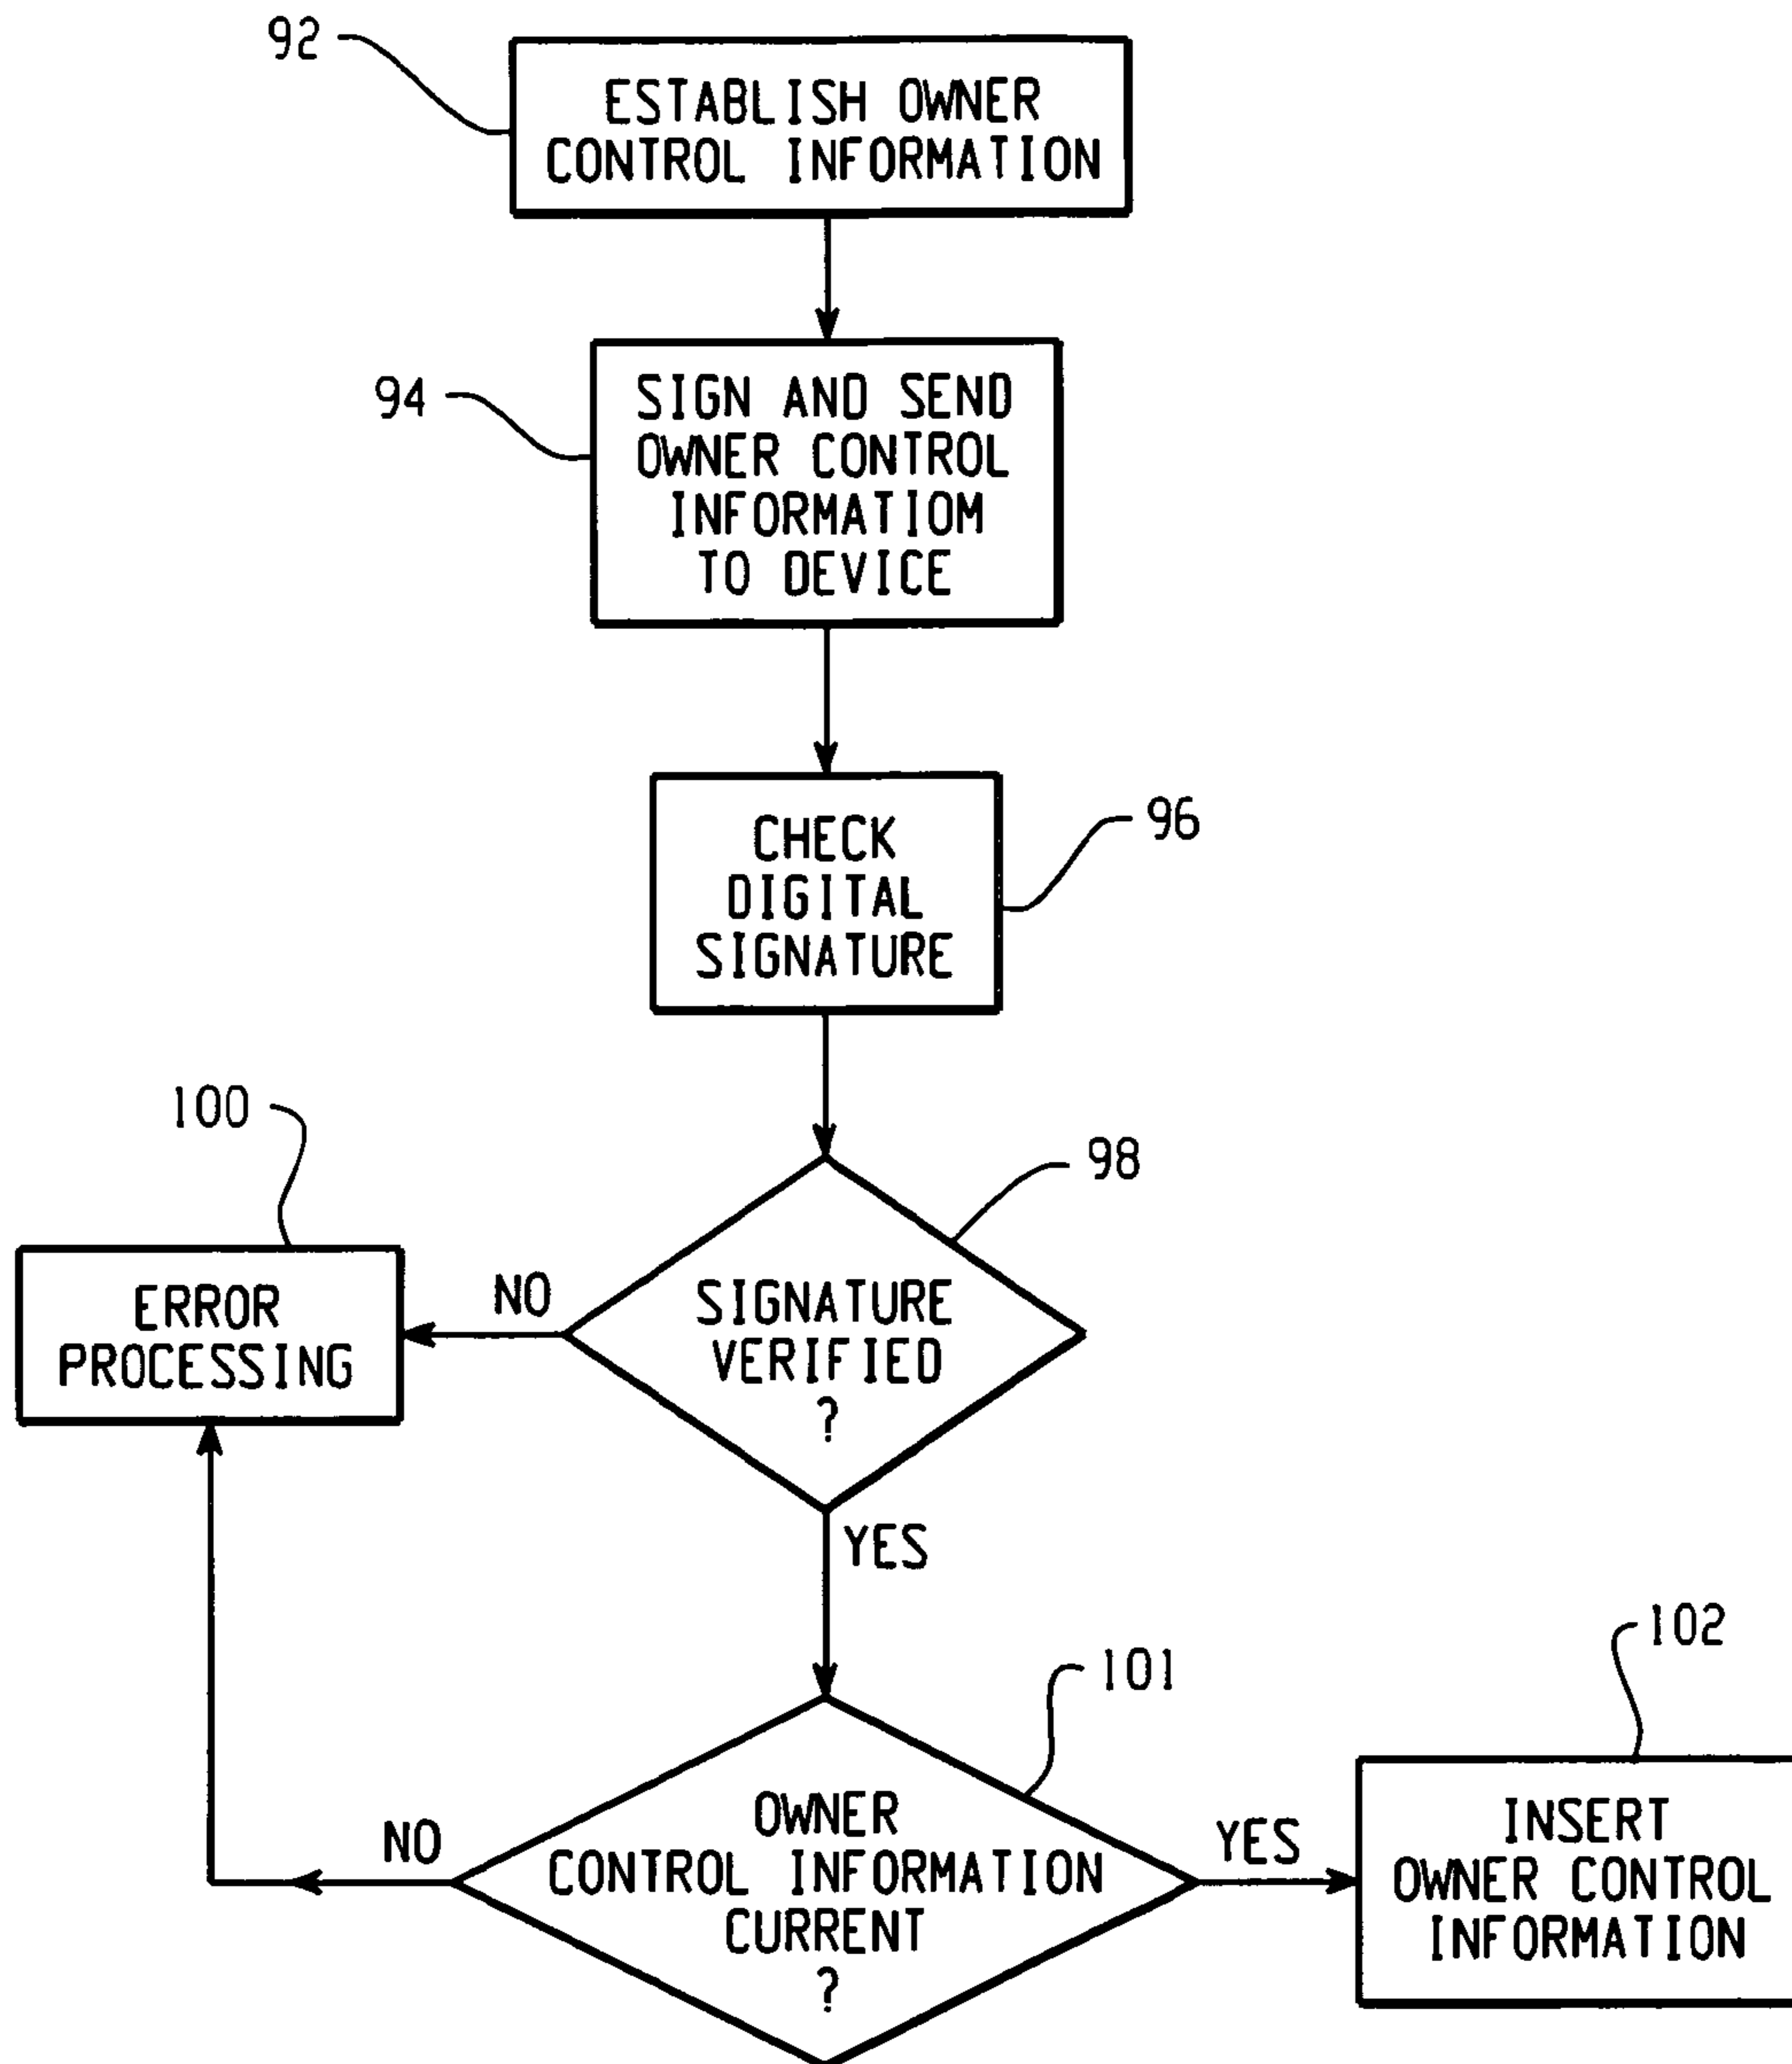 92
ESTABLISH OWNER
CONTROL INFORMATION
94
SIGN AND SEND
OWNER CONTROL
INFORMATIOM
TO DEVICE
96
CHECK
DIGITAL
SIGNATURE
100
98
ERROR
PROCESSING
NO
SIGNATURE
VERIFIED
?
YES
101
102
NO
OWNER
CONTROL INFORMATION
CURRENT
?
YES
INSERT
OWNER CONTROL
INFORMATION